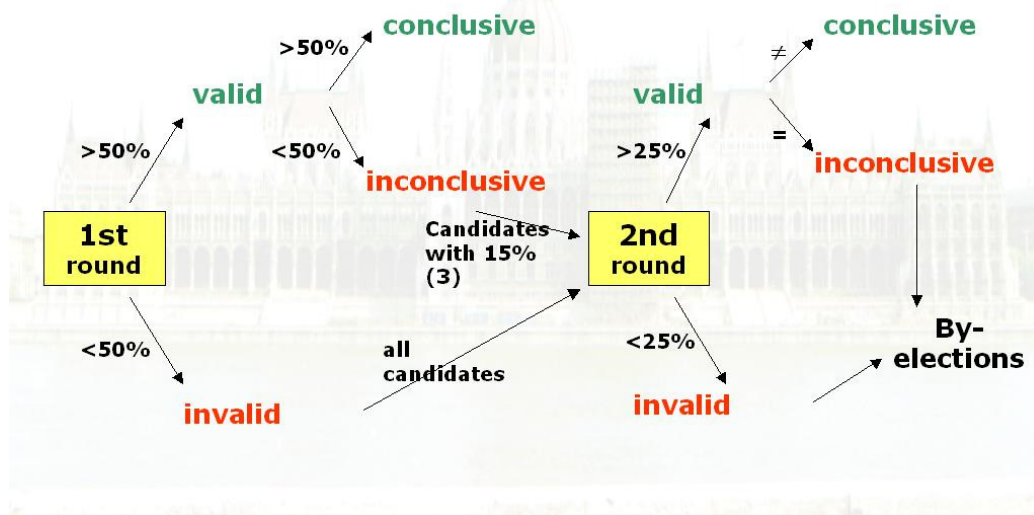 conclusive
>50%
valid
<50%
>50%
inconclusive
1st
round
Candidates
with 15%
(3)
<50%
all
candidates
invalid
conclusive
≠
valid
=
>25%
inconclusive
2nd
round
<25%
By-
elections
invalid